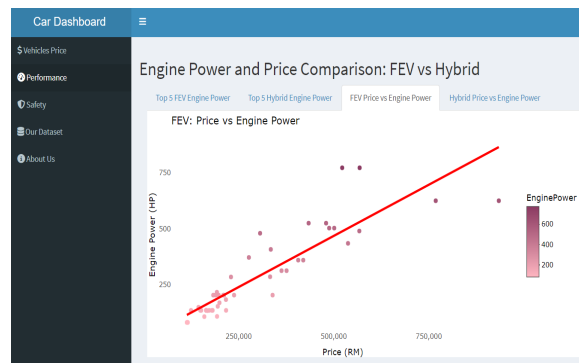 Car Dashboard
$ Vehicles Price
Performance
Safety
Our Dataset
About Us
Engine Power and Price Comparison: FEV vs Hybrid
Top 5 FEV Engine Power Top 5 Hybrid Engine Power FEV Price vs Engine Power Hybrid Price vs Engine Power
FEV: Price vs Engine Power
Engine Power (HP)
750
500
250
250,000 500,000 750,000
Price (RM)
EnginePower
600
400
200